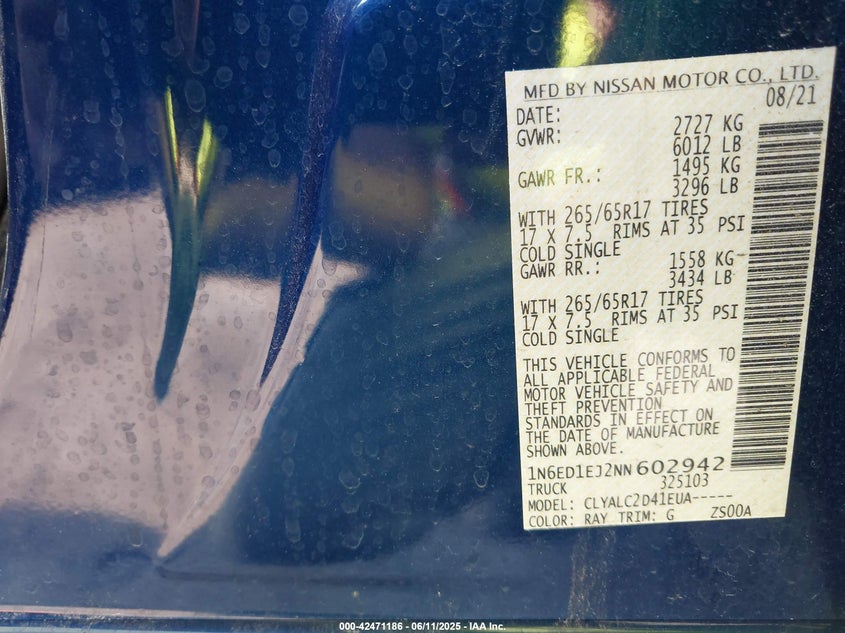 MFD BY NISSAN MOTOR CO., LTD.
DATE: 08/21
GVWR: 2727 KG
6012 LB
GAWR FR.: 1495 KG
3296 LB
WITH 265/65R17 TIRES
17 X 7.5 RIMS AT 35 PSI
COLD SINGLE
GAWR RR.: 1558 KG
3434 LB
WITH 265/65R17 TIRES
17 X 7.5 RIMS AT 35 PSI
COLD SINGLE
THIS VEHICLE CONFORMS TO
ALL APPLICABLE FEDERAL
MOTOR VEHICLE SAFETY AND
THEFT PREVENTION
STANDARDS IN EFFECT ON
THE DATE OF MANUFACTURE
SHOWN ABOVE.
1N6ED1EJ2NN602942
TRUCK 325103
MODEL: CLYALC2D41EUA-----
COLOR: RAY TRIM: G ZS00A
000-42471186 - 06/11/2025 - IAA Inc.